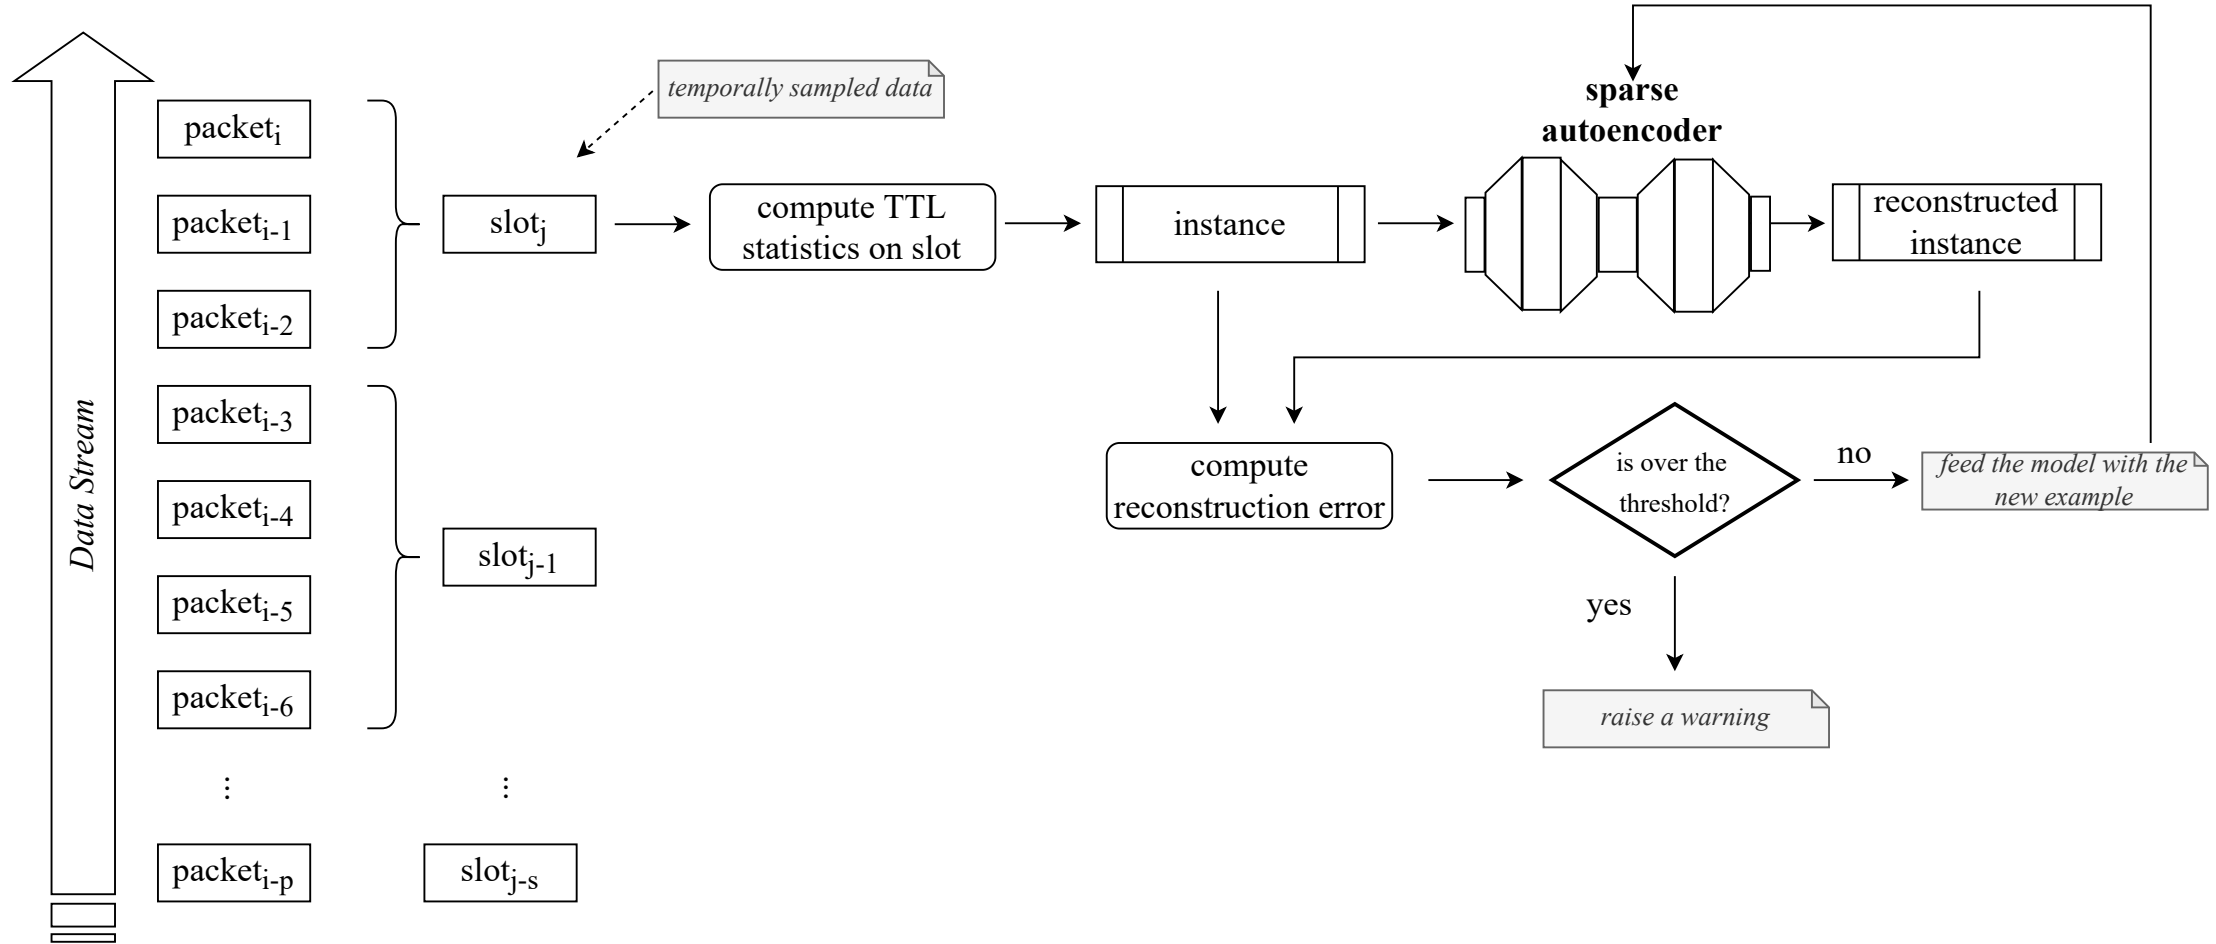 Data Stream
packet_i
packet_i-1
packet_i-2
packet_i-3
packet_i-4
packet_i-5
packet_i-6
⋮
packet_i-p
slot_j
slot_j-1
⋮
slot_j-s
temporally sampled data
compute TTL
statistics on slot
instance
sparse
autoencoder
reconstructed
instance
compute
reconstruction error
is over the
threshold?
no
feed the model with the
new example
yes
raise a warning